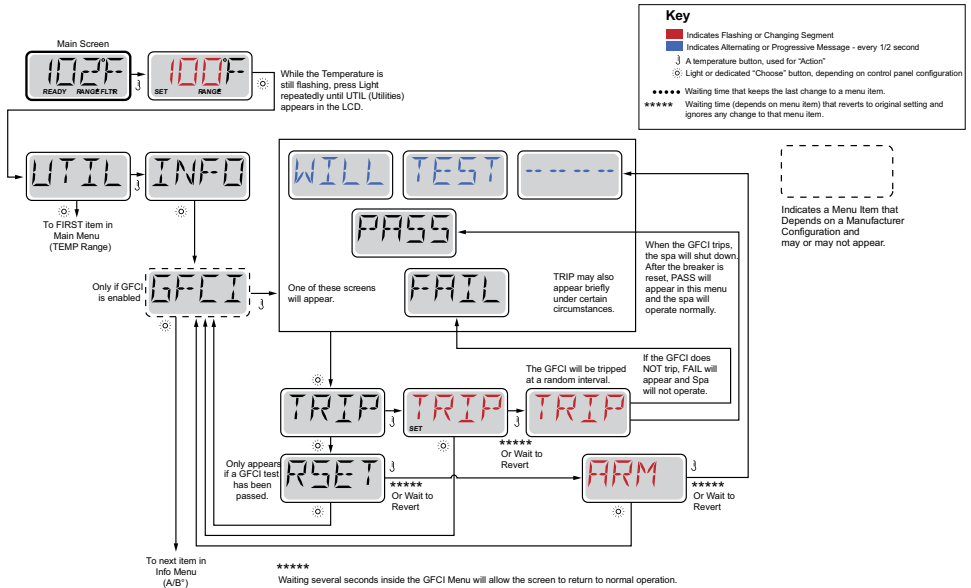 Key
Indicates Flashing or Changing Segment
Indicates Alternating or Progressive Message - every 1/2 second
A temperature button, used for "Action"
Light or dedicated "Choose" button, depending on control panel configuration
Waiting time that keeps the last change to a menu item.
***** Waiting time (depends on menu item) that reverts to original setting and
ignores any change to that menu item.
Main Screen
102°F
READY RANGE FLTR
100°F
SET RANGE
While the Temperature is
still flashing, press Light
repeatedly until UTIL (Utilities)
appears in the LCD.
UTIL
INFO
To FIRST item in
Main Menu
(TEMP Range)
WILL
TEST
----
PASS
FAIL
Only if GFCI
is enabled
GFCI
One of these screens
will appear.
TRIP may also
appear briefly
under certain
circumstances.
When the GFCI trips,
the spa will shut down.
After the breaker is
reset, PASS will
appear in this menu
and the spa will
operate normally.
Indicates a Menu Item that
Depends on a Manufacturer
Configuration and
may or may not appear.
The GFCI will be tripped
at a random interval.
If the GFCI does
NOT trip, FAIL will
appear and Spa
will not operate.
TRIP
TRIP
SET
TRIP
*****
Or Wait to
Revert
Only appears
if a GFCI test
has been
passed.
RSET
*****
Or Wait to
Revert
ARM
*****
Or Wait to
Revert
To next item in
Info Menu
(A/B°)
*****
Waiting several seconds inside the GFCI Menu will allow the screen to return to normal operation.